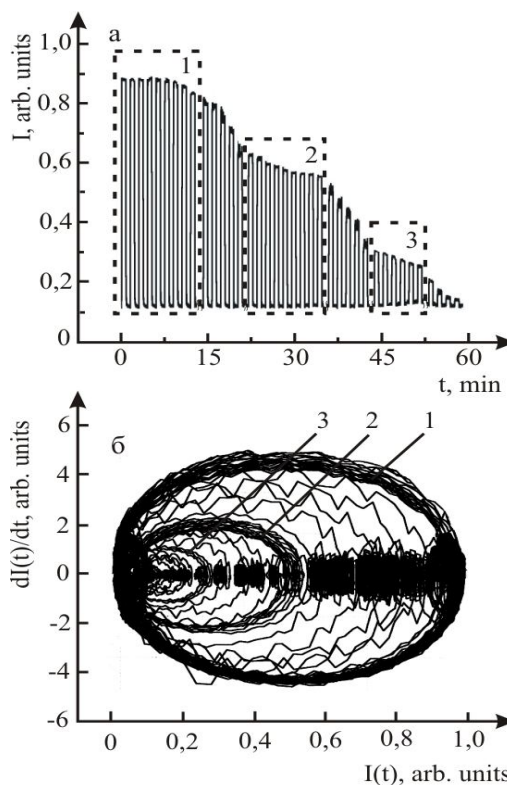 а
I, arb. units
1,0
0,8
0,6
0,4
0,2
0
1
2
3
0 15 30 45 60
t, min
б
dI(t)/dt, arb. units
6
4
2
0
-2
-4
-6
3 2 1
0 0,2 0,4 0,6 0,8 1,0
I(t), arb. units